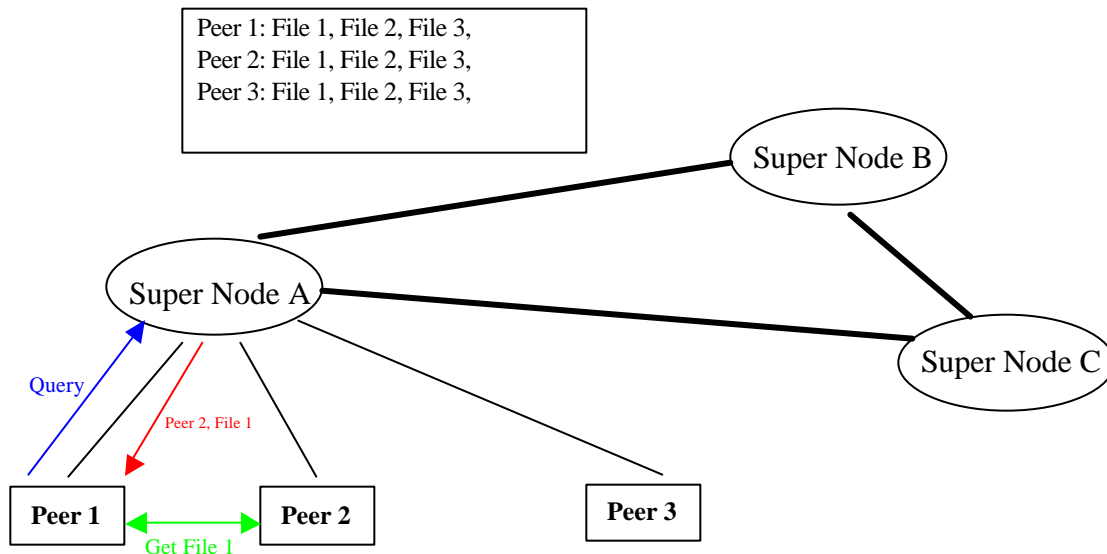 Peer 1: File 1, File 2, File 3,
Peer 2: File 1, File 2, File 3,
Peer 3: File 1, File 2, File 3,
Super Node B
Super Node A
Super Node C
Query
Peer 2, File 1
Peer 1
Peer 2
Peer 3
Get File 1